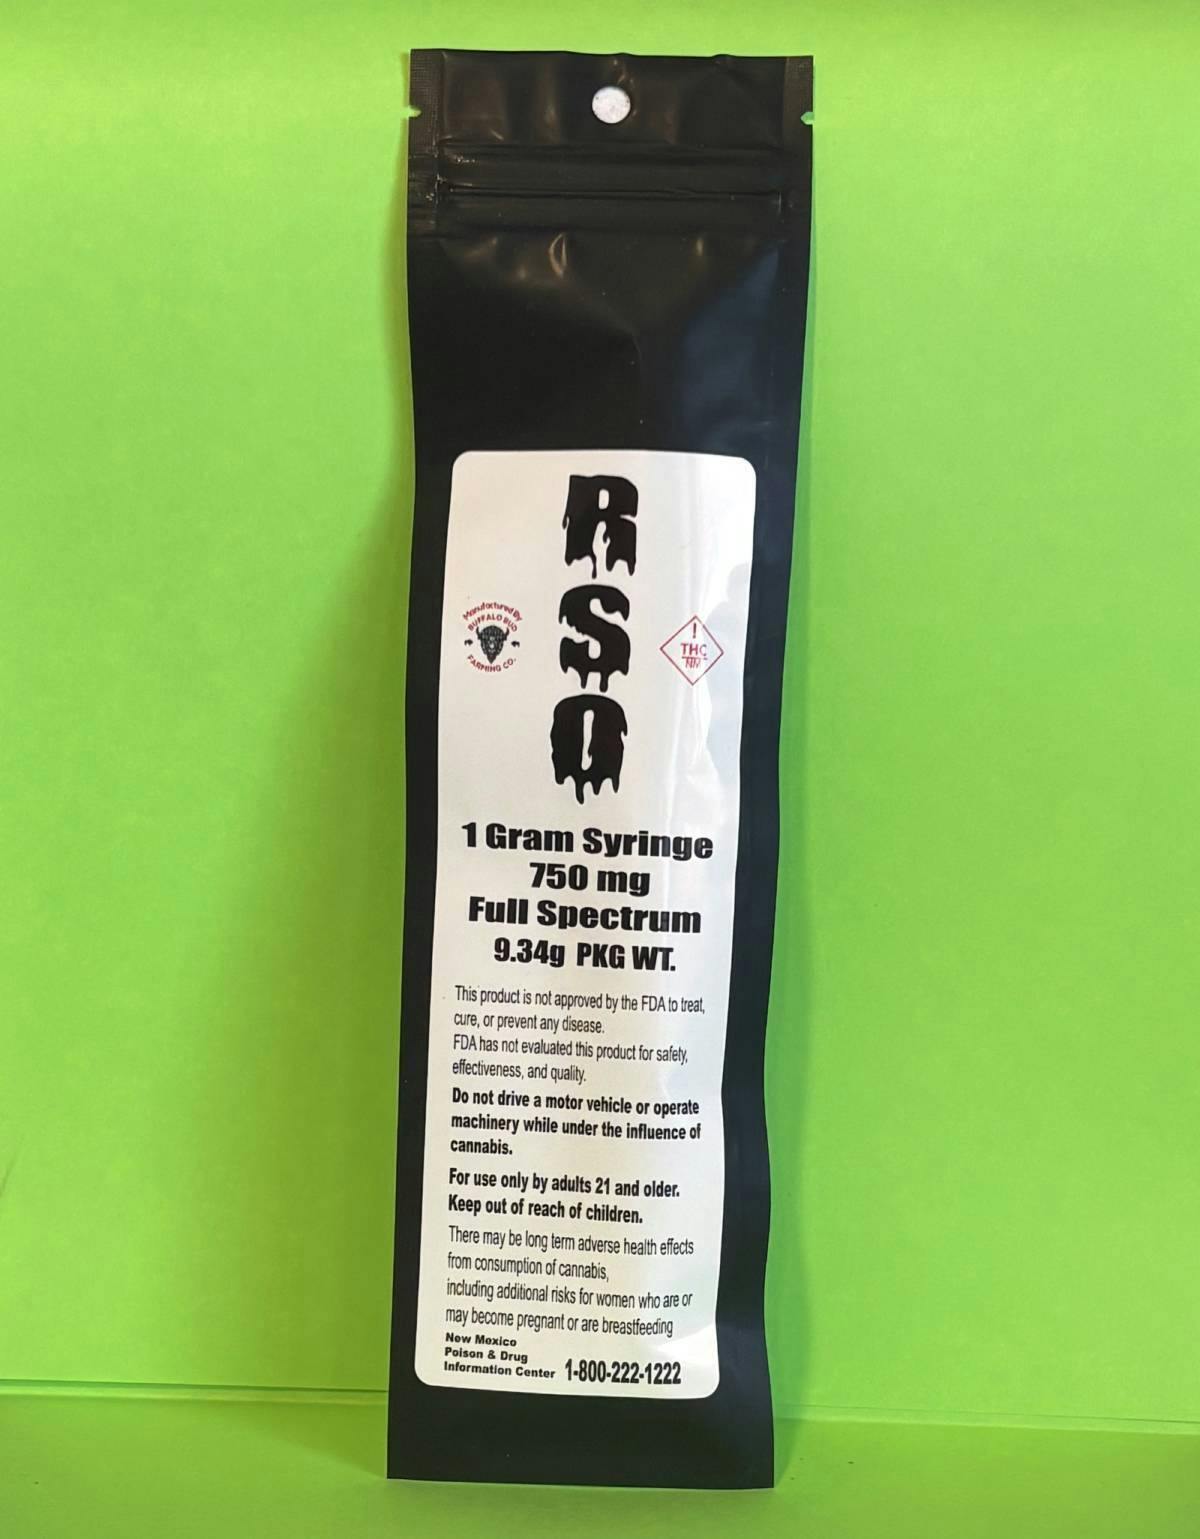 R
S
O
Manufactured By
BUFFALO BUD
FARMING CO.
!
THC
NM
1 Gram Syringe
750 mg
Full Spectrum
9.34g PKG WT.
This product is not approved by the FDA to treat,
cure, or prevent any disease.
FDA has not evaluated this product for safety,
effectiveness, and quality.
Do not drive a motor vehicle or operate
machinery while under the influence of
cannabis.
For use only by adults 21 and older.
Keep out of reach of children.
There may be long term adverse health effects
from consumption of cannabis,
including additional risks for women who are or
may become pregnant or are breastfeeding
New Mexico
Poison & Drug
Information Center 1-800-222-1222